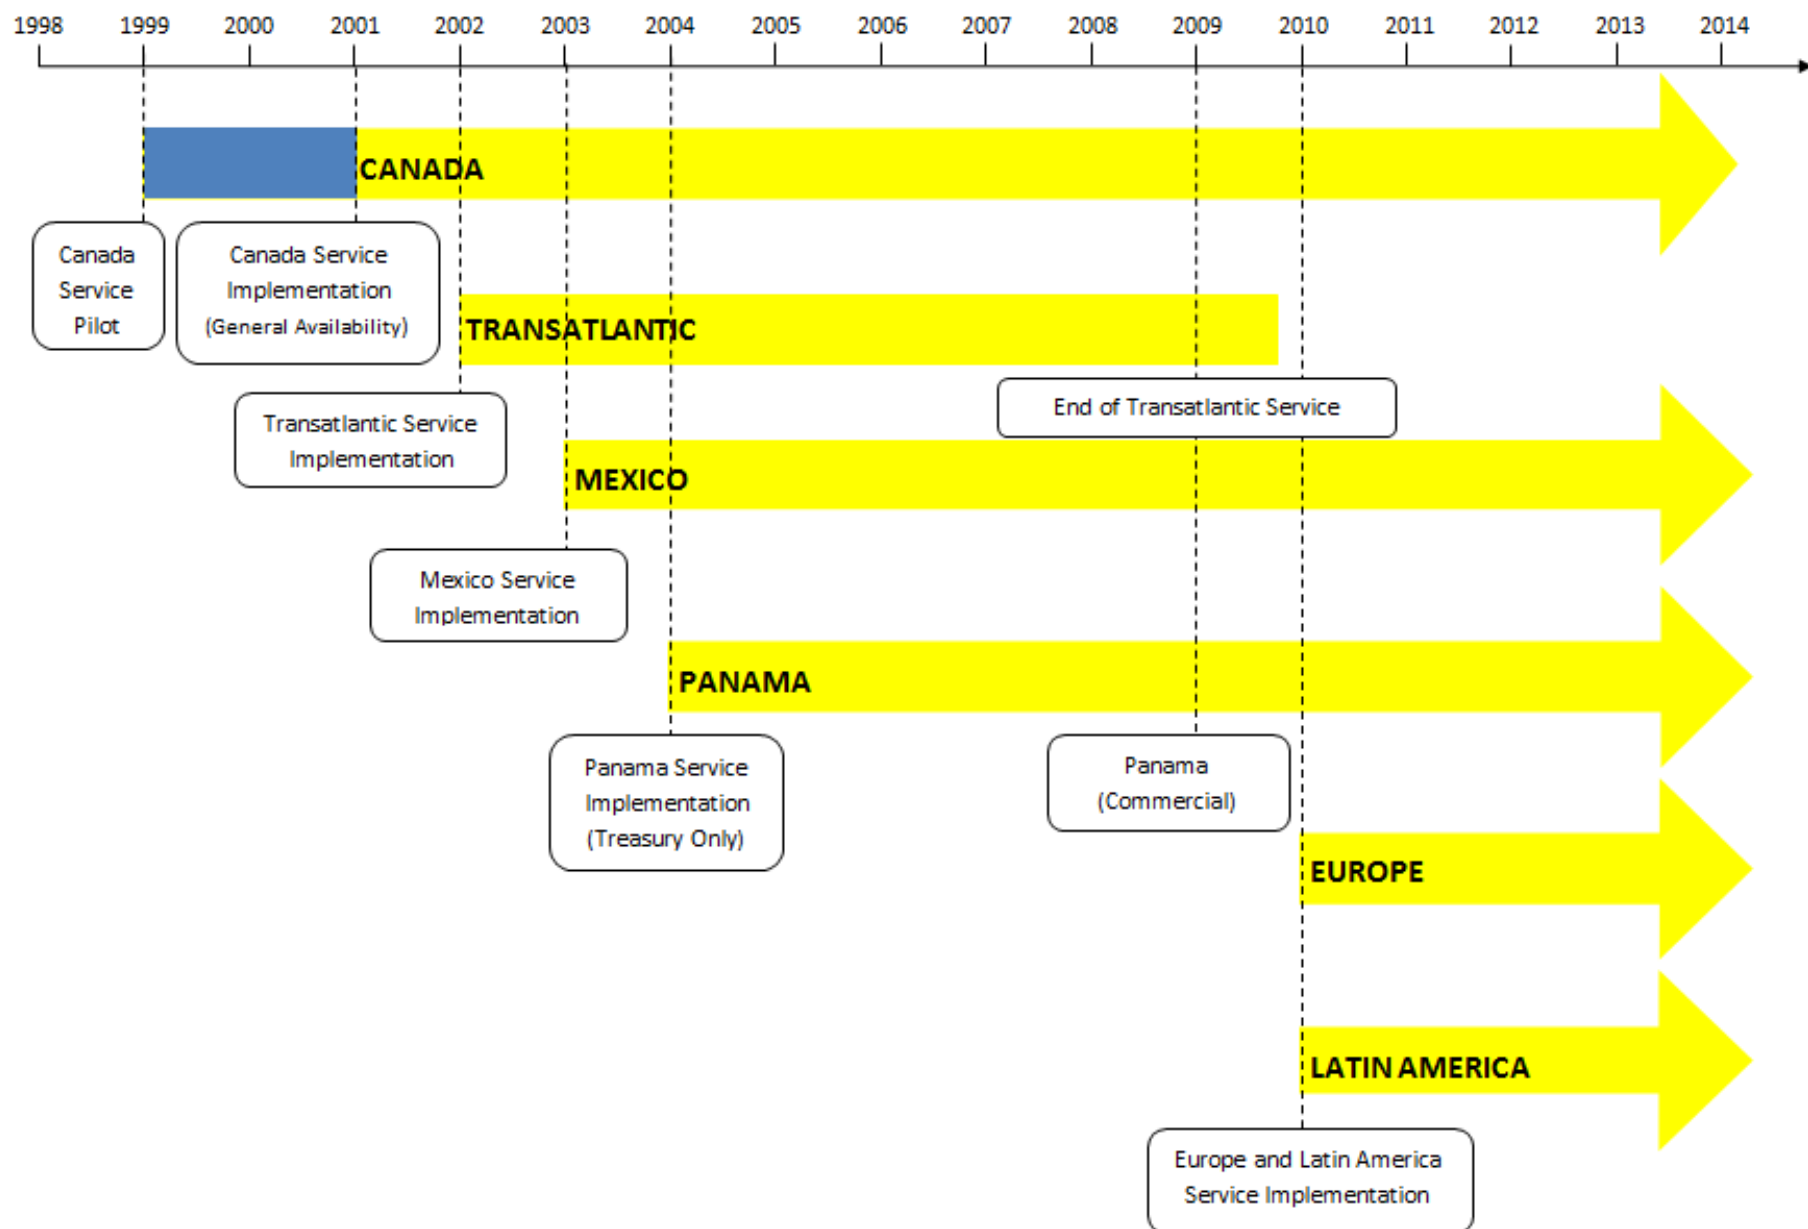 1998 1999 2000 2001 2002 2003 2004 2005 2006 2007 2008 2009 2010 2011 2012 2013 2014
CANADA
Canada
Service
Pilot
Canada Service
Implementation
(General Availability)
TRANSATLANTIC
Transatlantic Service
Implementation
End of Transatlantic Service
MEXICO
Mexico Service
Implementation
PANAMA
Panama Service
Implementation
(Treasury Only)
Panama
(Commercial)
EUROPE
LATIN AMERICA
Europe and Latin America
Service Implementation